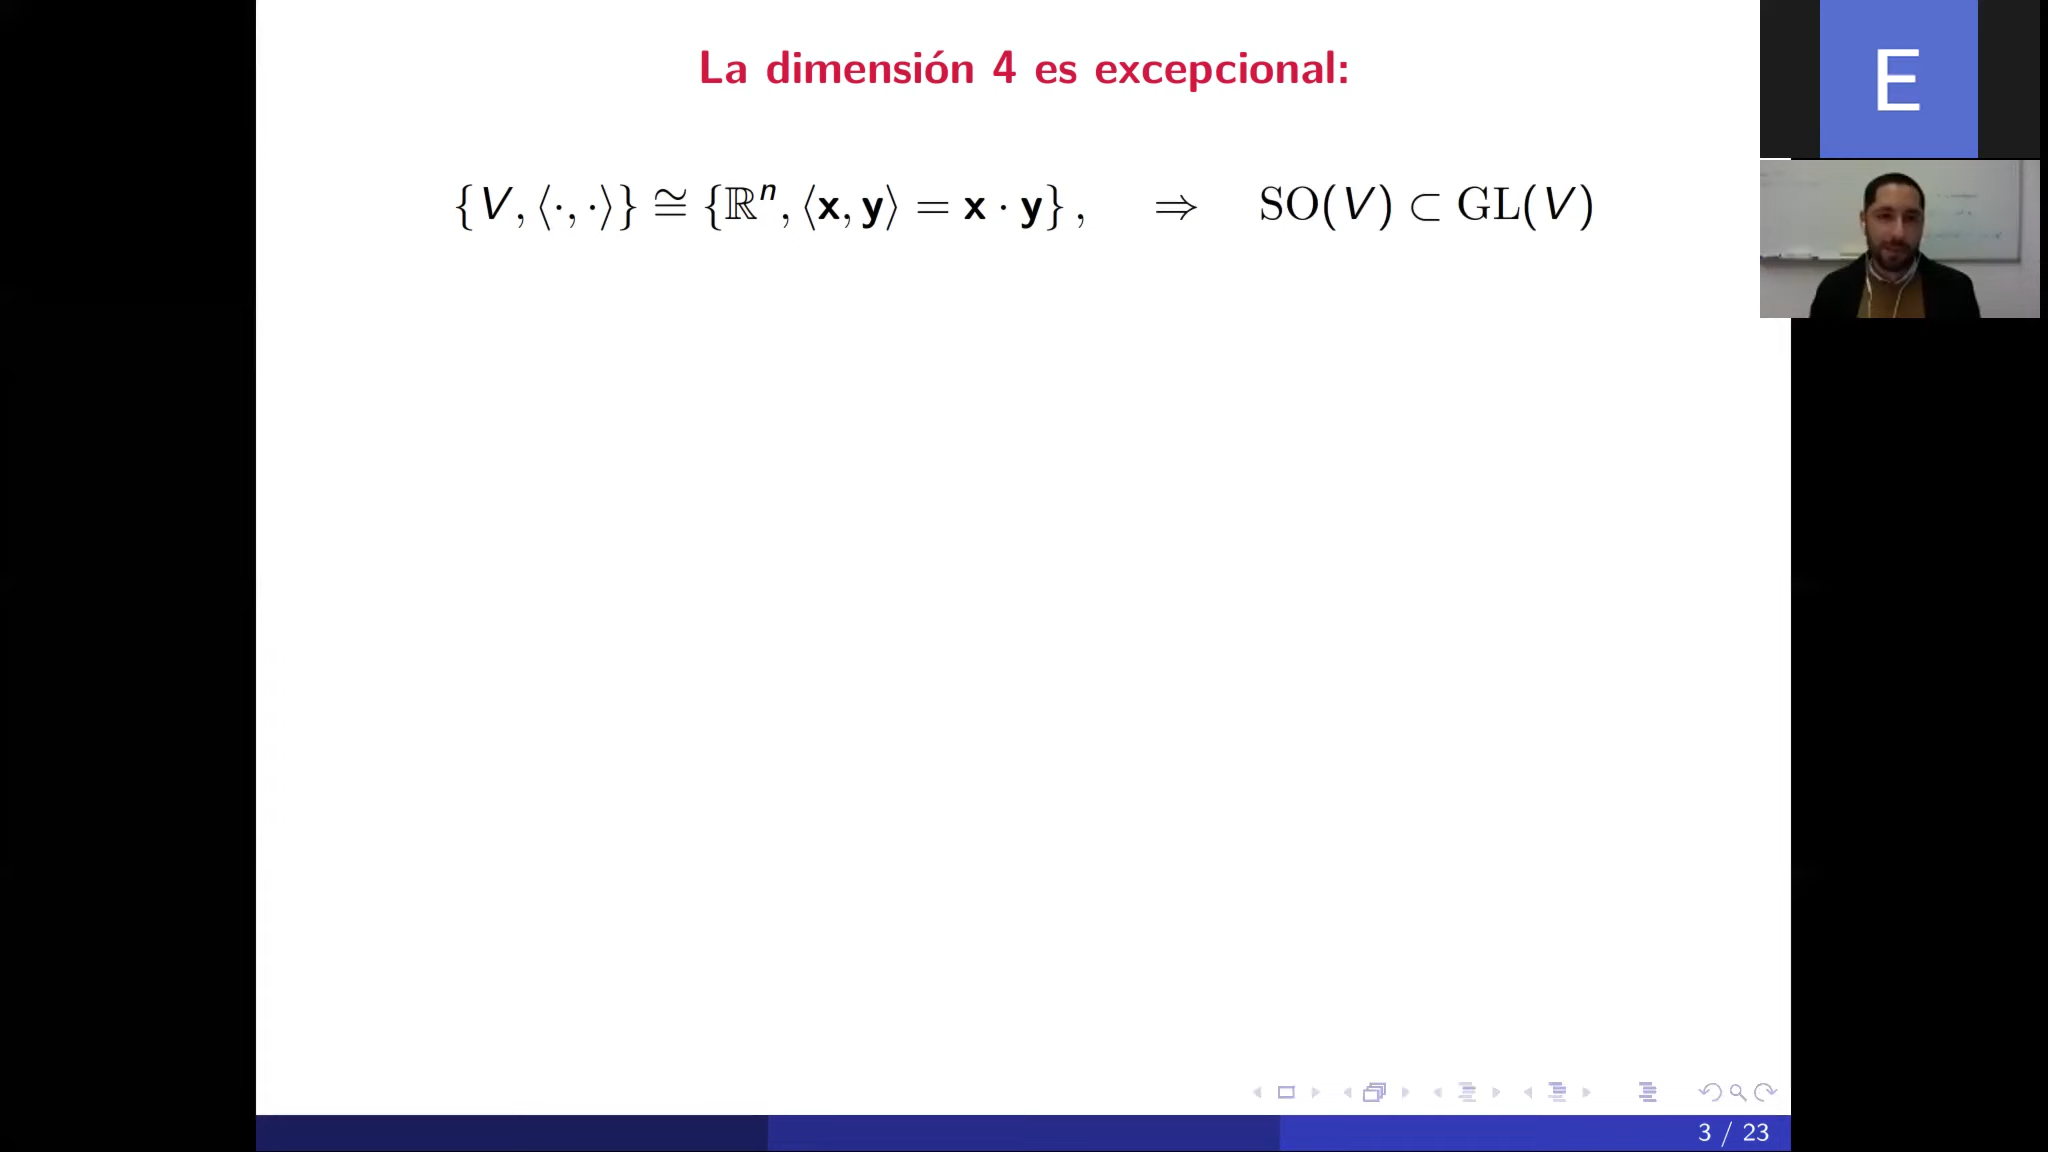 La dimensión 4 es excepcional:
E
{V, ⟨·, ·⟩} ≅ {ℝⁿ, ⟨x, y⟩ = x · y} , ⇒ SO(V) ⊂ GL(V)
3 / 23